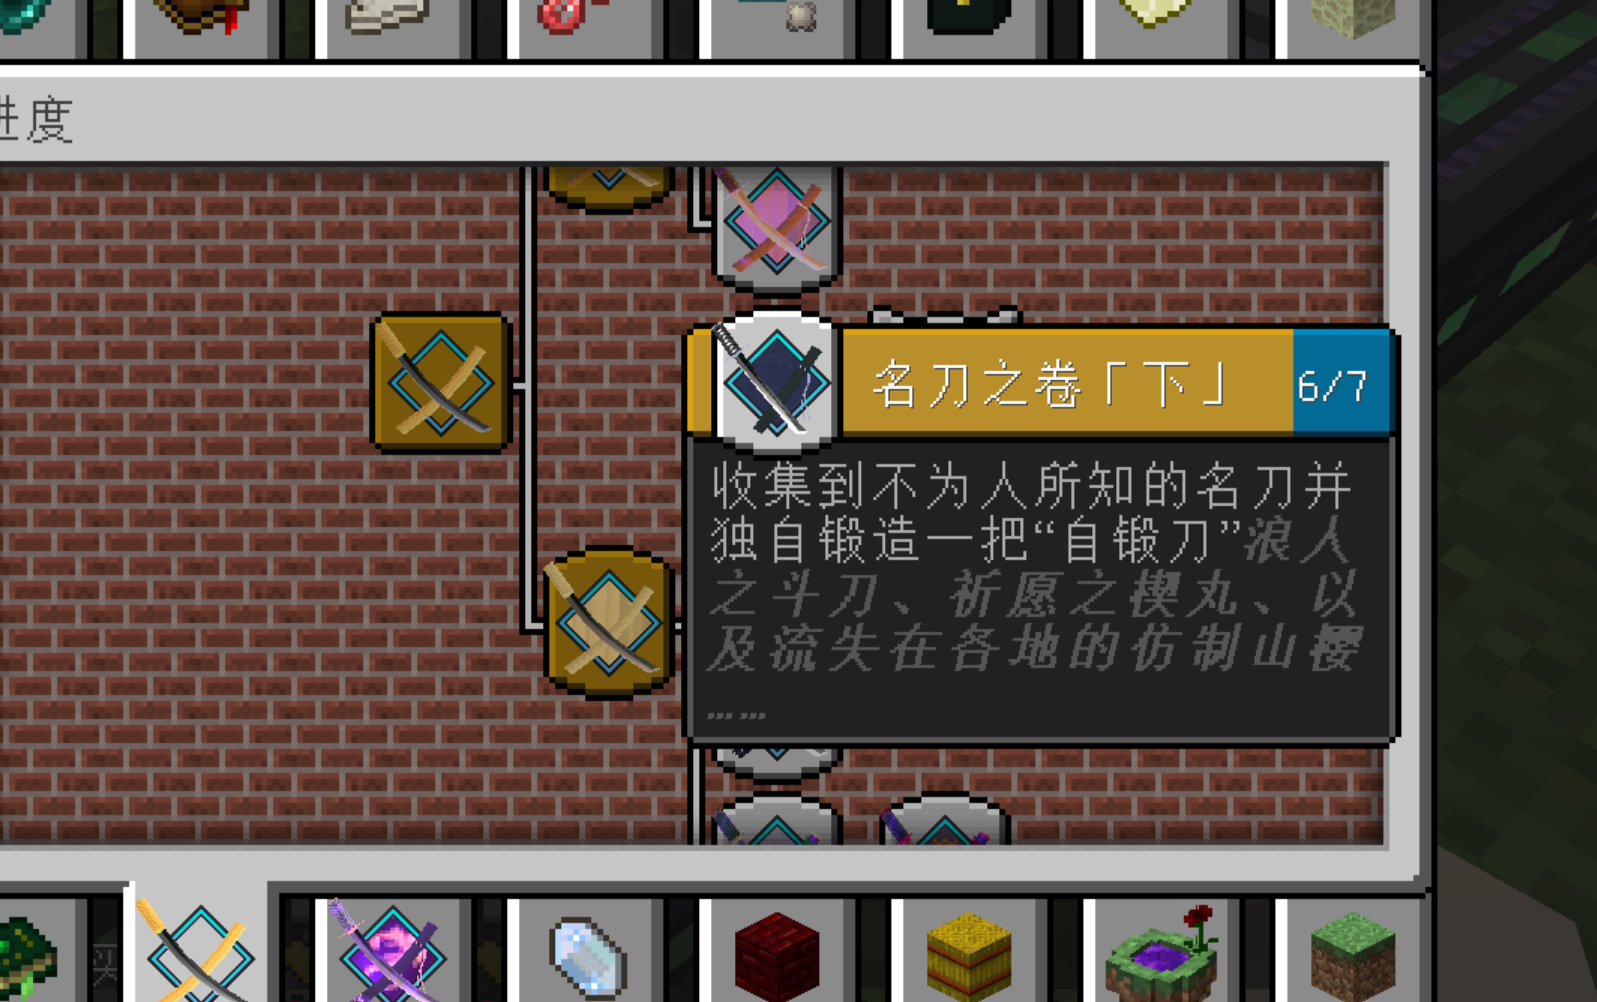 进度
名刀之卷「下」 6/7
收集到不为人所知的名刀并
独自锻造一把“自锻刀”浪人
之斗刀、祈愿之楔丸、以
及流失在各地的仿制山樱
……